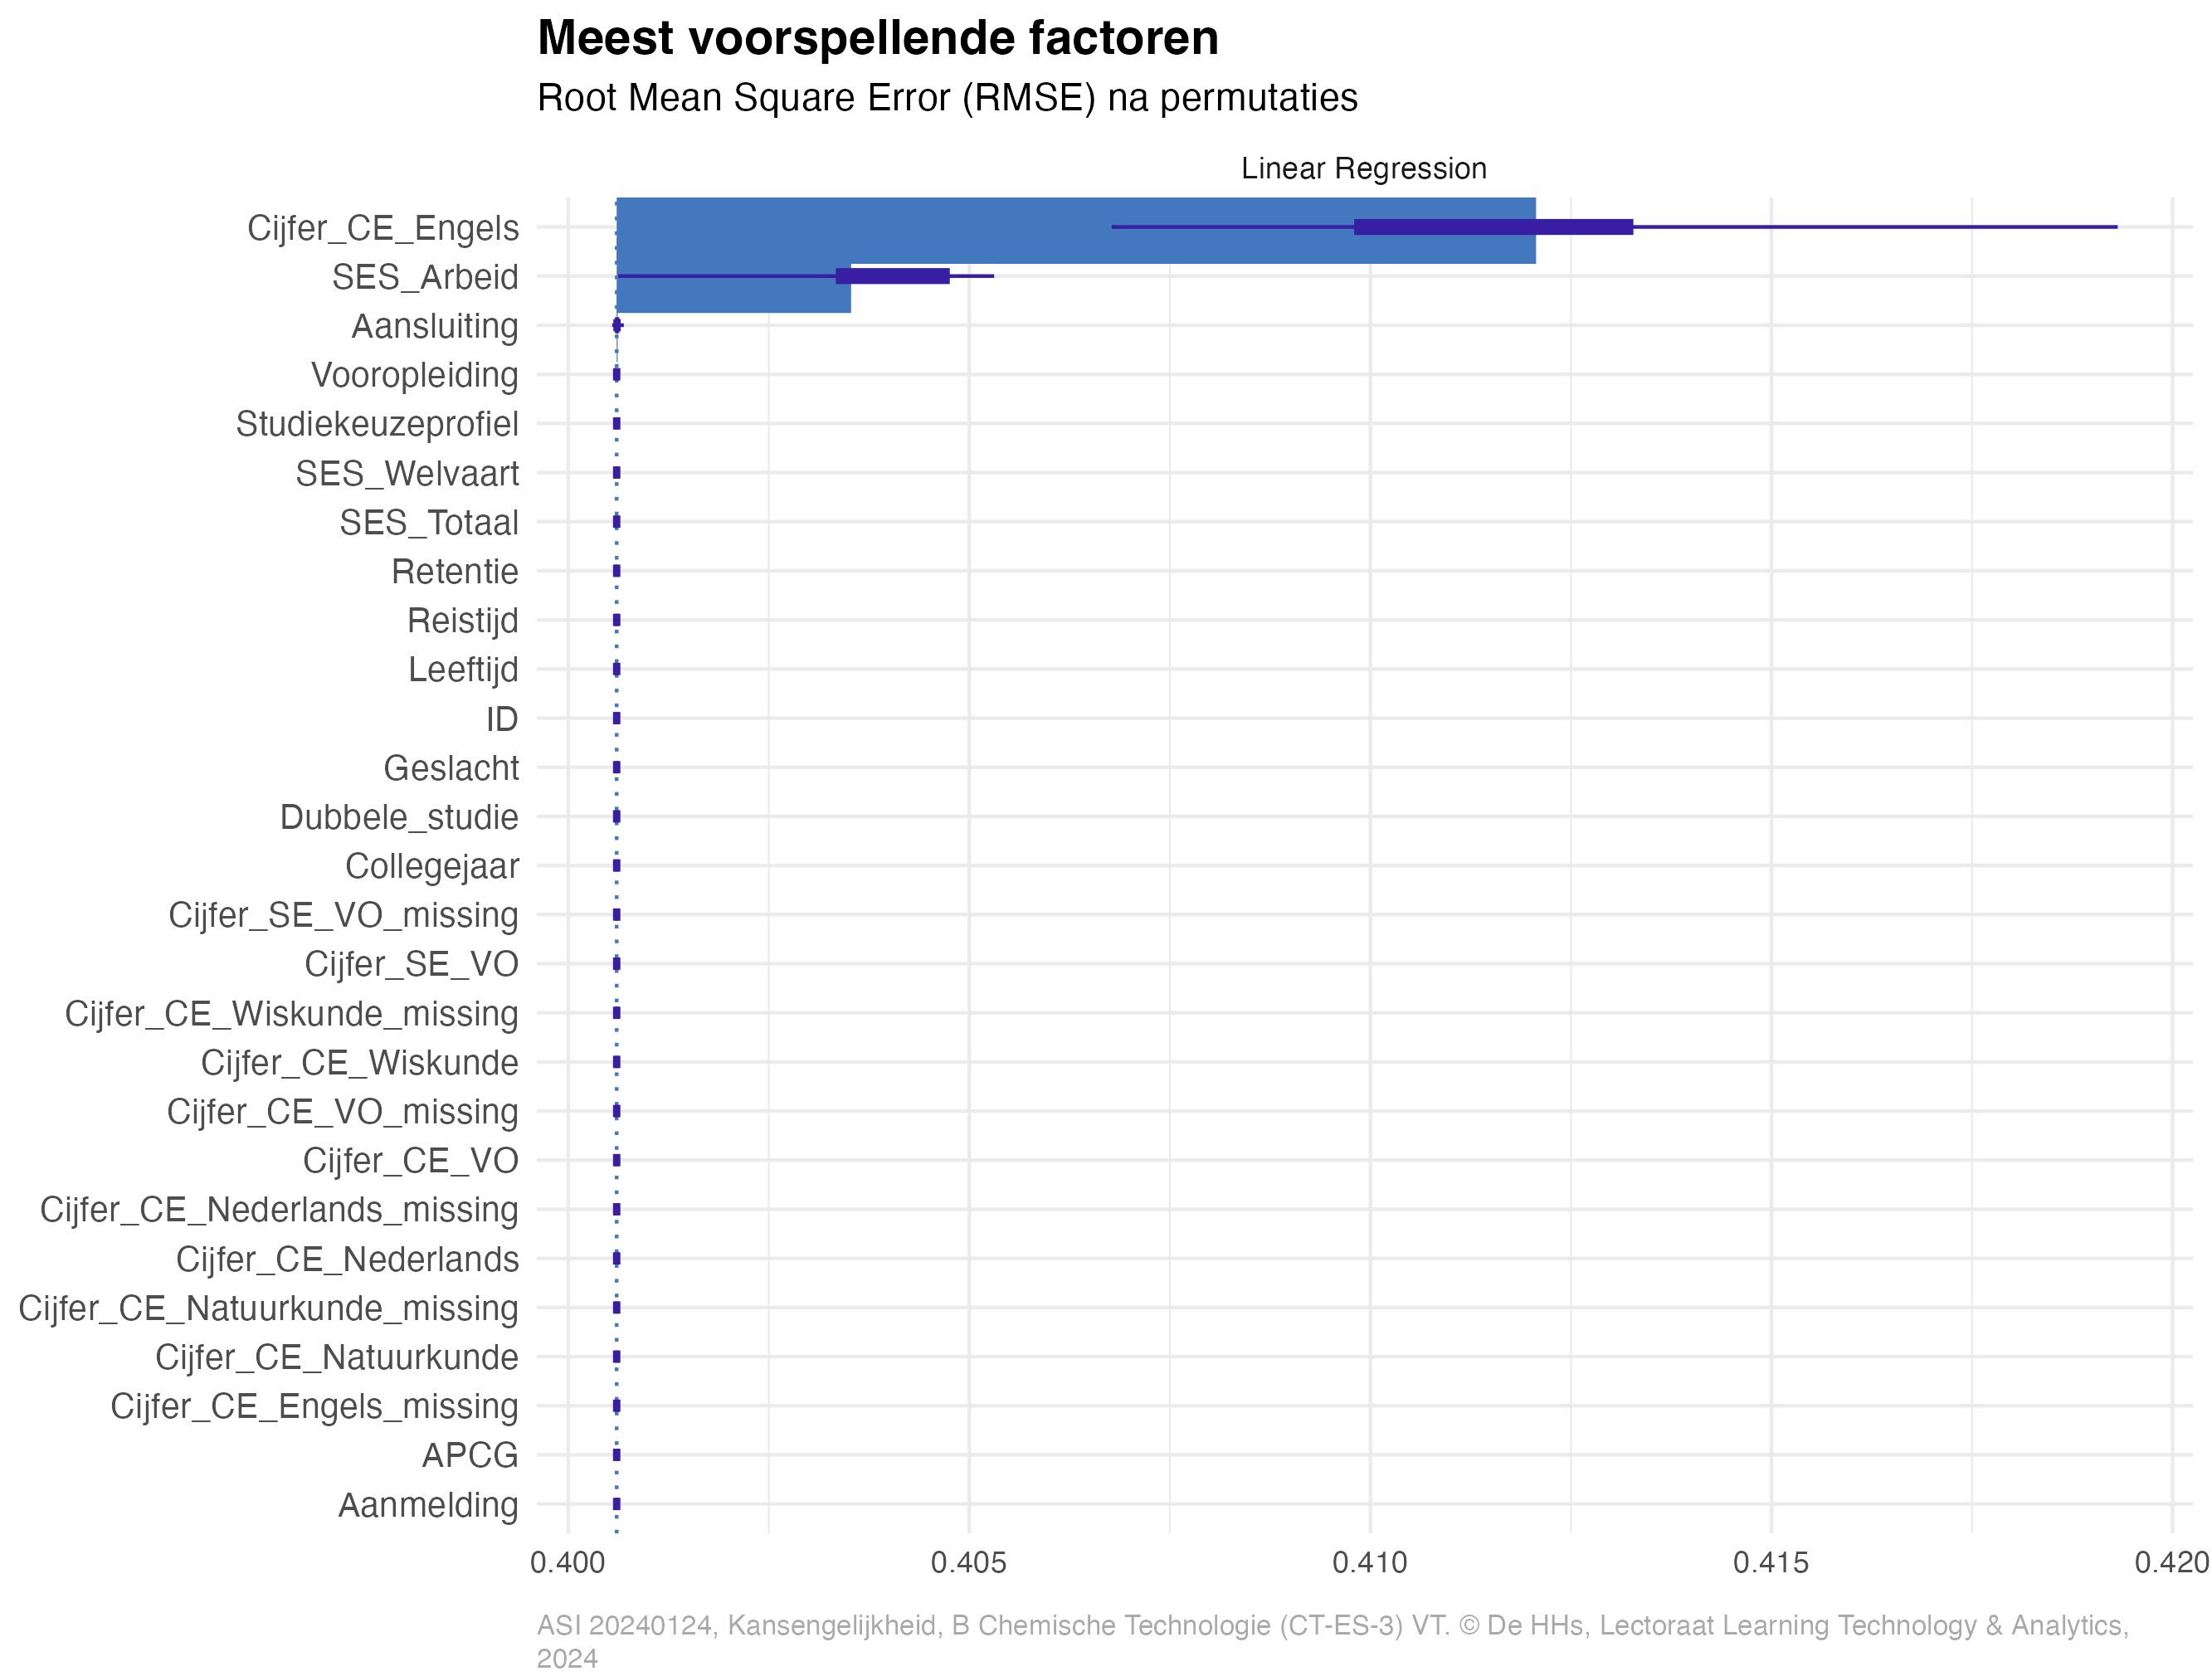 Meest voorspellende factoren
Root Mean Square Error (RMSE) na permutaties
Linear Regression
Cijfer_CE_Engels
SES_Arbeid
Aansluiting
Vooropleiding
Studiekeuzeprofiel
SES_Welvaart
SES_Totaal
Retentie
Reistijd
Leeftijd
ID
Geslacht
Dubbele_studie
Collegejaar
Cijfer_SE_VO_missing
Cijfer_SE_VO
Cijfer_CE_Wiskunde_missing
Cijfer_CE_Wiskunde
Cijfer_CE_VO_missing
Cijfer_CE_VO
Cijfer_CE_Nederlands_missing
Cijfer_CE_Nederlands
Cijfer_CE_Natuurkunde_missing
Cijfer_CE_Natuurkunde
Cijfer_CE_Engels_missing
APCG
Aanmelding
0.400 0.405 0.410 0.415 0.420
ASI 20240124, Kansengelijkheid, B Chemische Technologie (CT-ES-3) VT. © De HHs, Lectoraat Learning Technology & Analytics,
2024